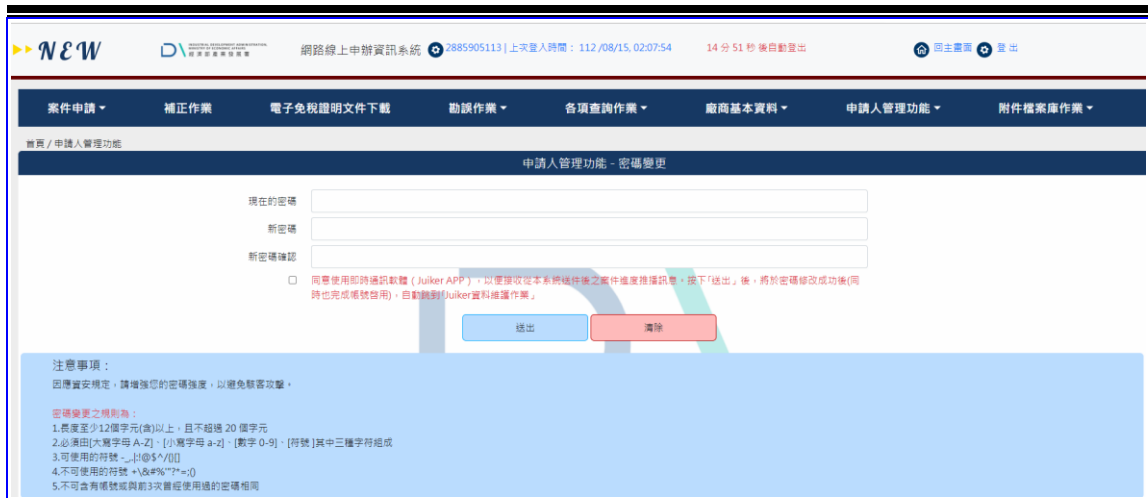 NEW
INDUSTRIAL DEVELOPMENT ADMINISTRATION
MINISTRY OF ECONOMIC AFFAIRS
經濟部產業發展署
網路線上申辦資訊系統 2885905113 | 上次登入時間： 112 /08/15, 02:07:54 14 分 51 秒 後自動登出 回主畫面 登 出
案件申請 補正作業 電子免稅證明文件下載 勘誤作業 各項查詢作業 廠商基本資料 申請人管理功能 附件檔案庫作業
首頁 / 申請人管理功能
申請人管理功能 - 密碼變更
現在的密碼
新密碼
新密碼確認
同意使用即時通訊軟體（Juiker APP），以便接收從本系統送件後之案件進度推播訊息，按下「送出」後，將於密碼修改成功後(同
時也完成帳號啓用)，自動跳到「Juiker資料維護作業」
送出 清除
注意事項：
因應資安規定，請增強您的密碼強度，以避免駭客攻擊。
密碼變更之規則為：
1.長度至少12個字元(含)以上，且不超過 20 個字元
2.必須由[大寫字母 A-Z]、[小寫字母 a-z]、[數字 0-9]、[符號 ]其中三種字符組成
3.可使用的符號 -_.,|:!@$^/(){}[]
4.不可使用的符號 +\&#%'"?*=;()
5.不可含有帳號或與前3次曾經使用過的密碼相同